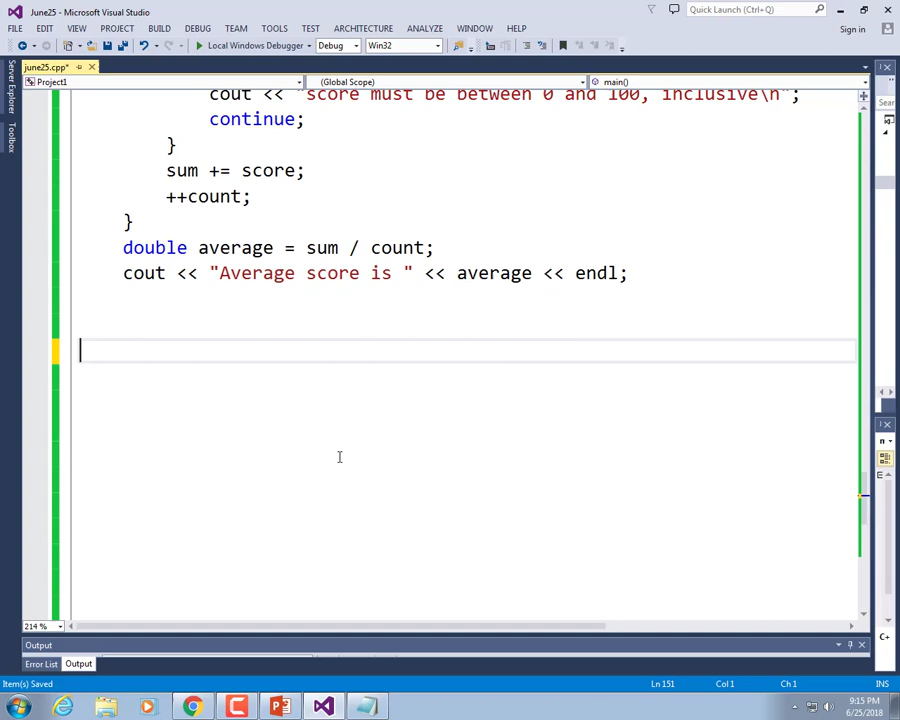 June25 - Microsoft Visual Studio
Quick Launch (Ctrl+Q)
FILE EDIT VIEW PROJECT BUILD DEBUG TEAM TOOLS TEST ARCHITECTURE ANALYZE WINDOW HELP
Sign in
Local Windows Debugger Debug Win32
Server Explorer
Toolbox
june25.cpp*
Project1 (Global Scope) main()
cout << "score must be between 0 and 100, inclusive\n";
continue;
}
sum += score;
++count;
}
double average = sum / count;
cout << "Average score is " << average << endl;
Sear
n
C+
214 %
Output
Error List Output
Item(s) Saved Ln 151 Col 1 Ch 1 INS
9:15 PM
6/25/2018